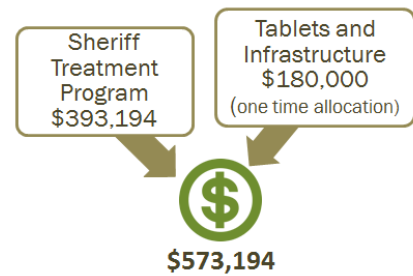 Sheriff
Treatment
Program
$393,194
Tablets and
Infrastructure
$180,000
(one time allocation)
$
$573,194